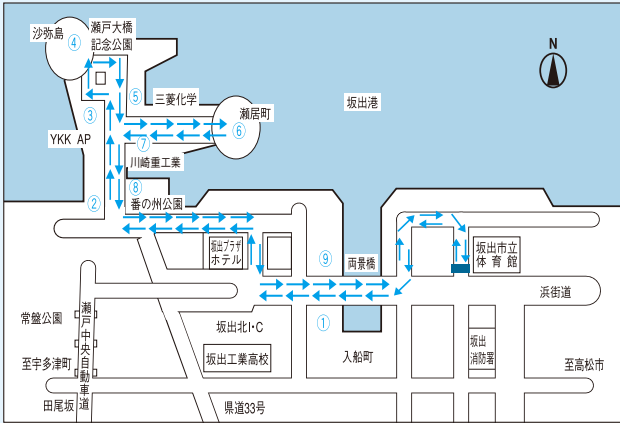 沙弥島
④
瀬戸大橋
記念公園
N
⑤
三菱化学
坂出港
③
瀬居町
⑥
YKK AP
⑦
川崎重工業
⑧
②
番の州公園
坂出プラザ
ホテル
⑨
両景橋
坂出市立
体育館
浜街道
常盤公園
瀬戸中央自動車道
坂出北I・C
①
入船町
坂出
消防署
至宇多津町
坂出工業高校
至高松市
田尾坂
県道33号